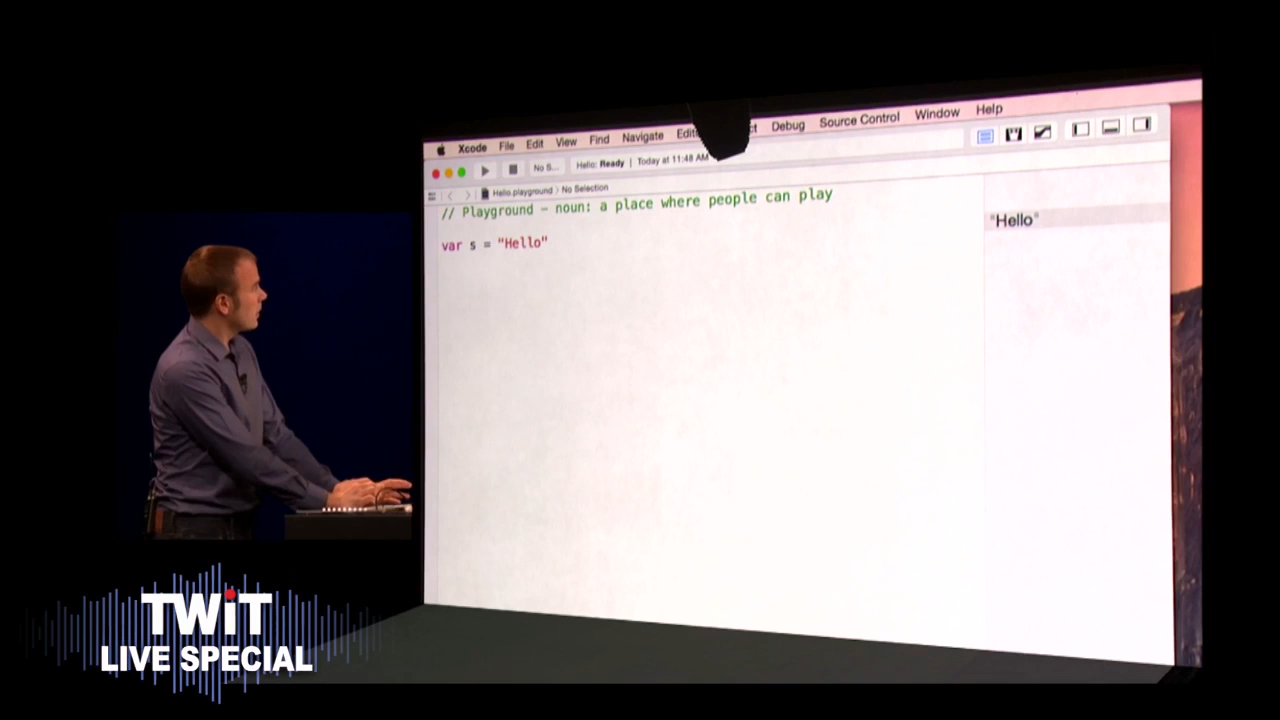 Xcode File Edit View Find Navigate Debug Source Control Window Help
No S... Hello: Ready | Today at 11:48 AM
Hello.playground › No Selection
// Playground – noun: a place where people can play
var s = "Hello"
"Hello"
TWiT
LIVE SPECIAL